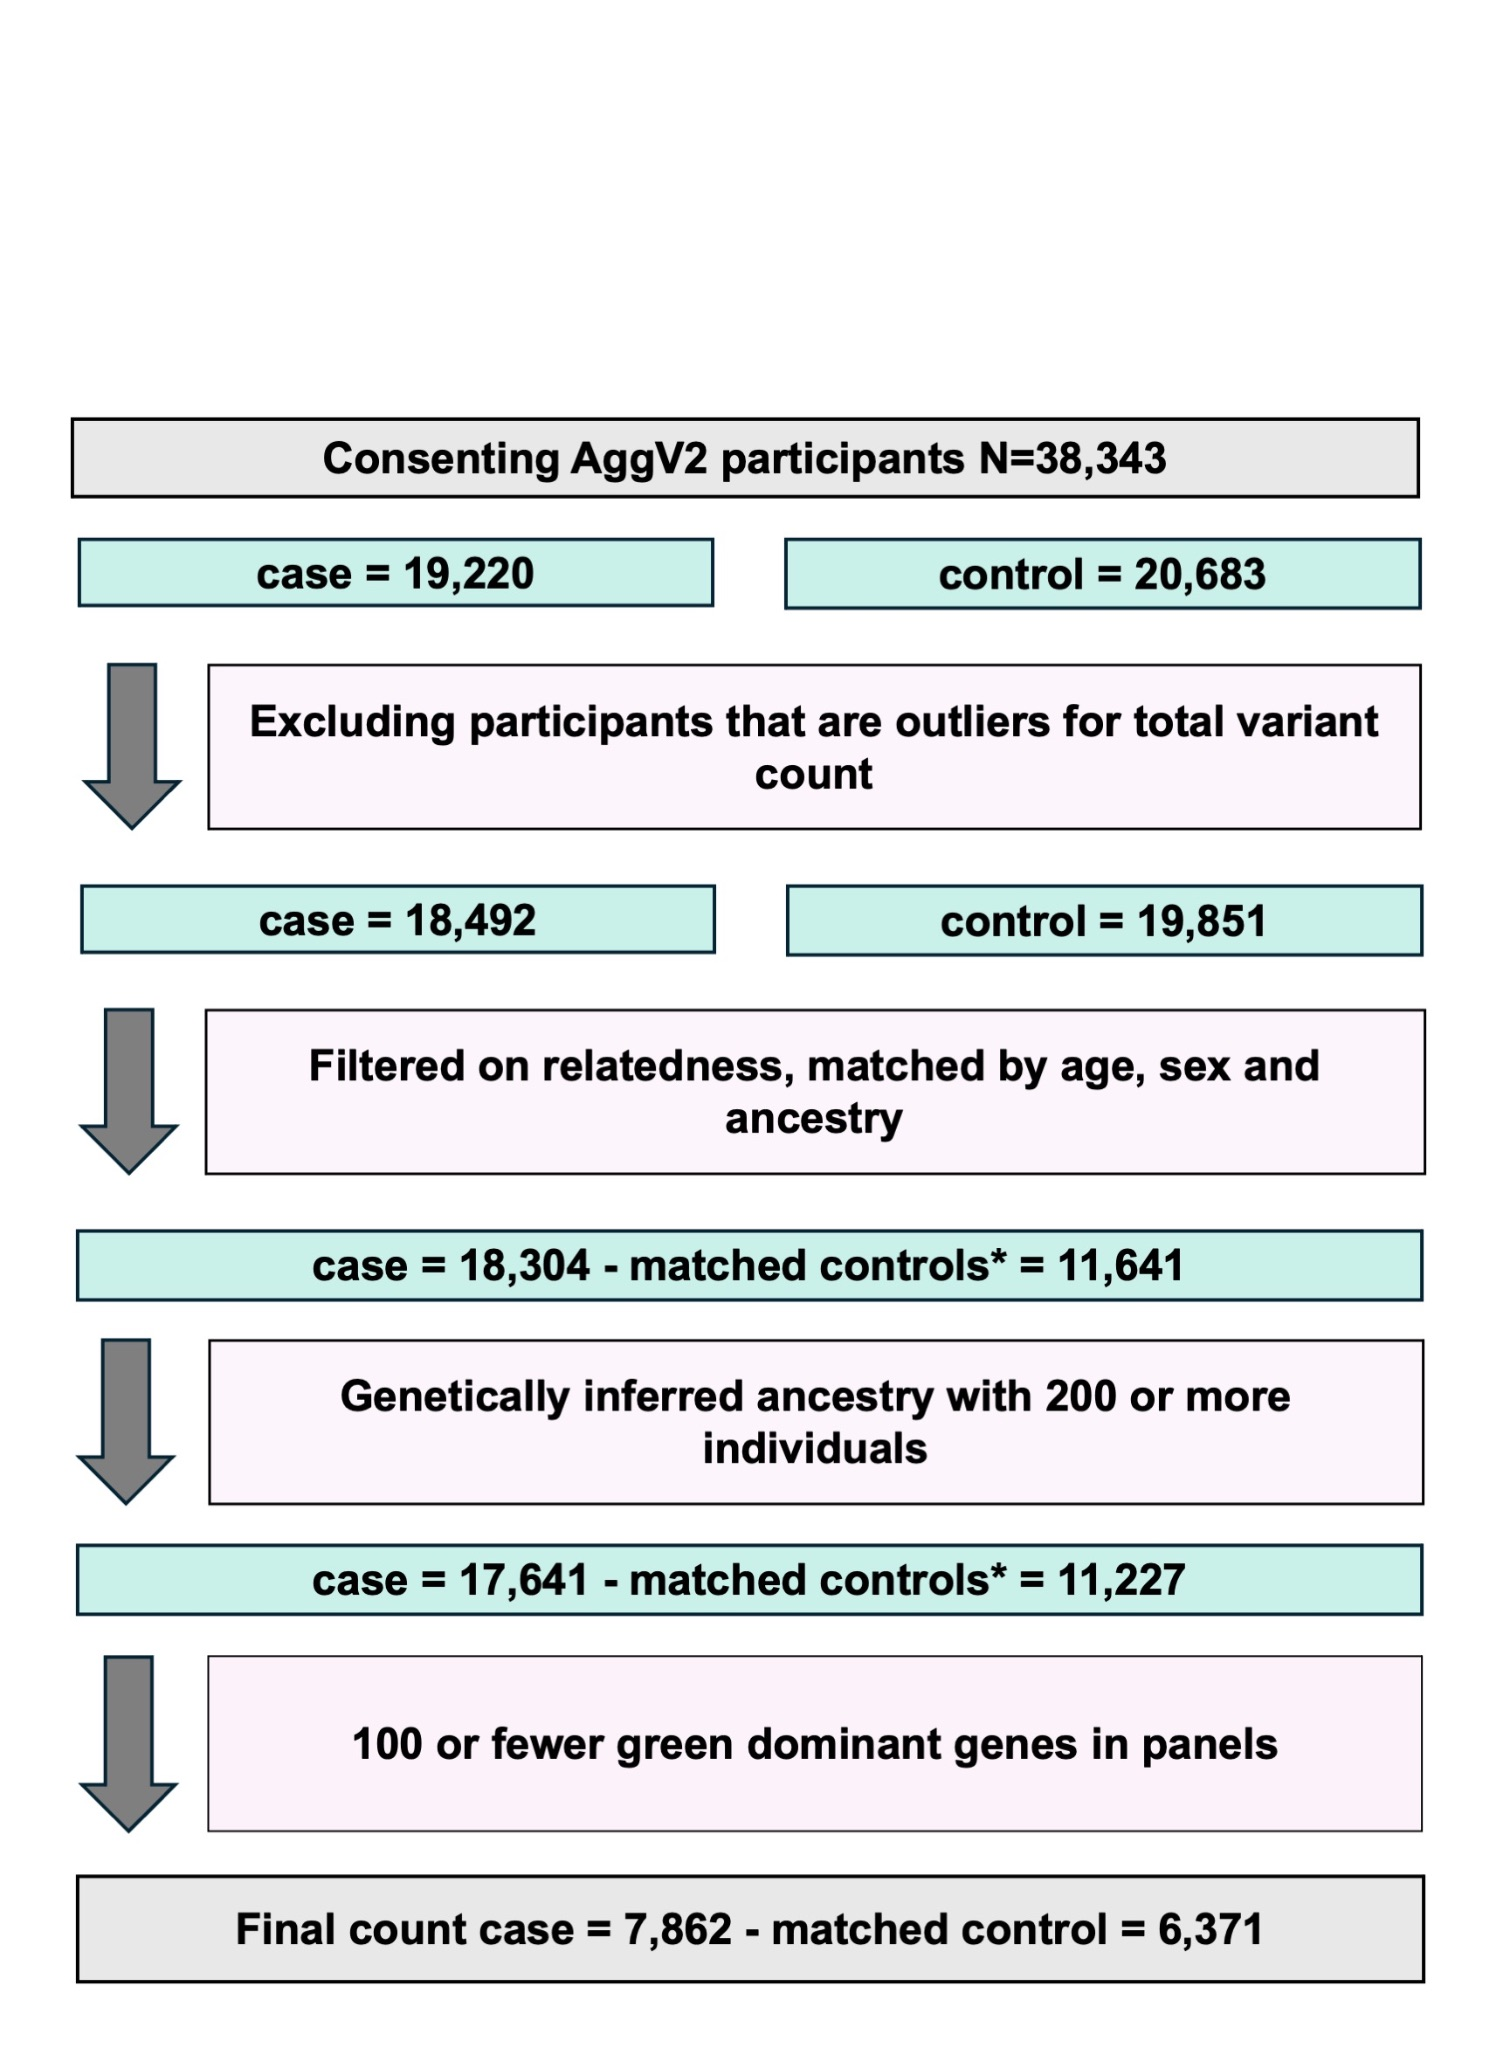 Consenting AggV2 participants N=38,343
case = 19,220
control = 20,683
Excluding participants that are outliers for total variant
count
case = 18,492
control = 19,851
Filtered on relatedness, matched by age, sex and
ancestry
case = 18,304 - matched controls* = 11,641
Genetically inferred ancestry with 200 or more
individuals
case = 17,641 - matched controls* = 11,227
100 or fewer green dominant genes in panels
Final count case = 7,862 - matched control = 6,371